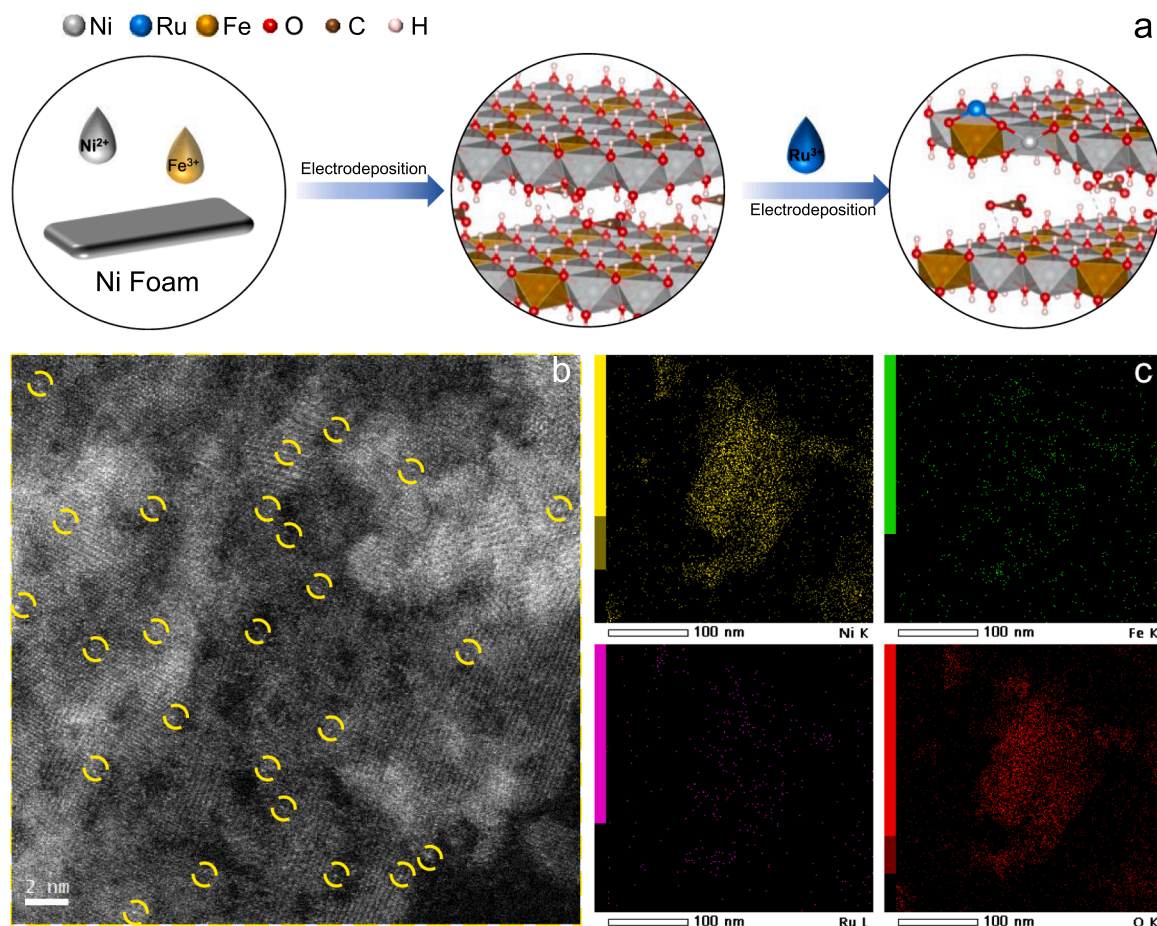 Ni Ru Fe O C H
a
Ni²⁺
Fe³⁺
Ni Foam
Electrodeposition
Ru³⁺
Electrodeposition
b
2 nm
c
100 nm Ni K
100 nm Fe K
100 nm Ru L
100 nm O K